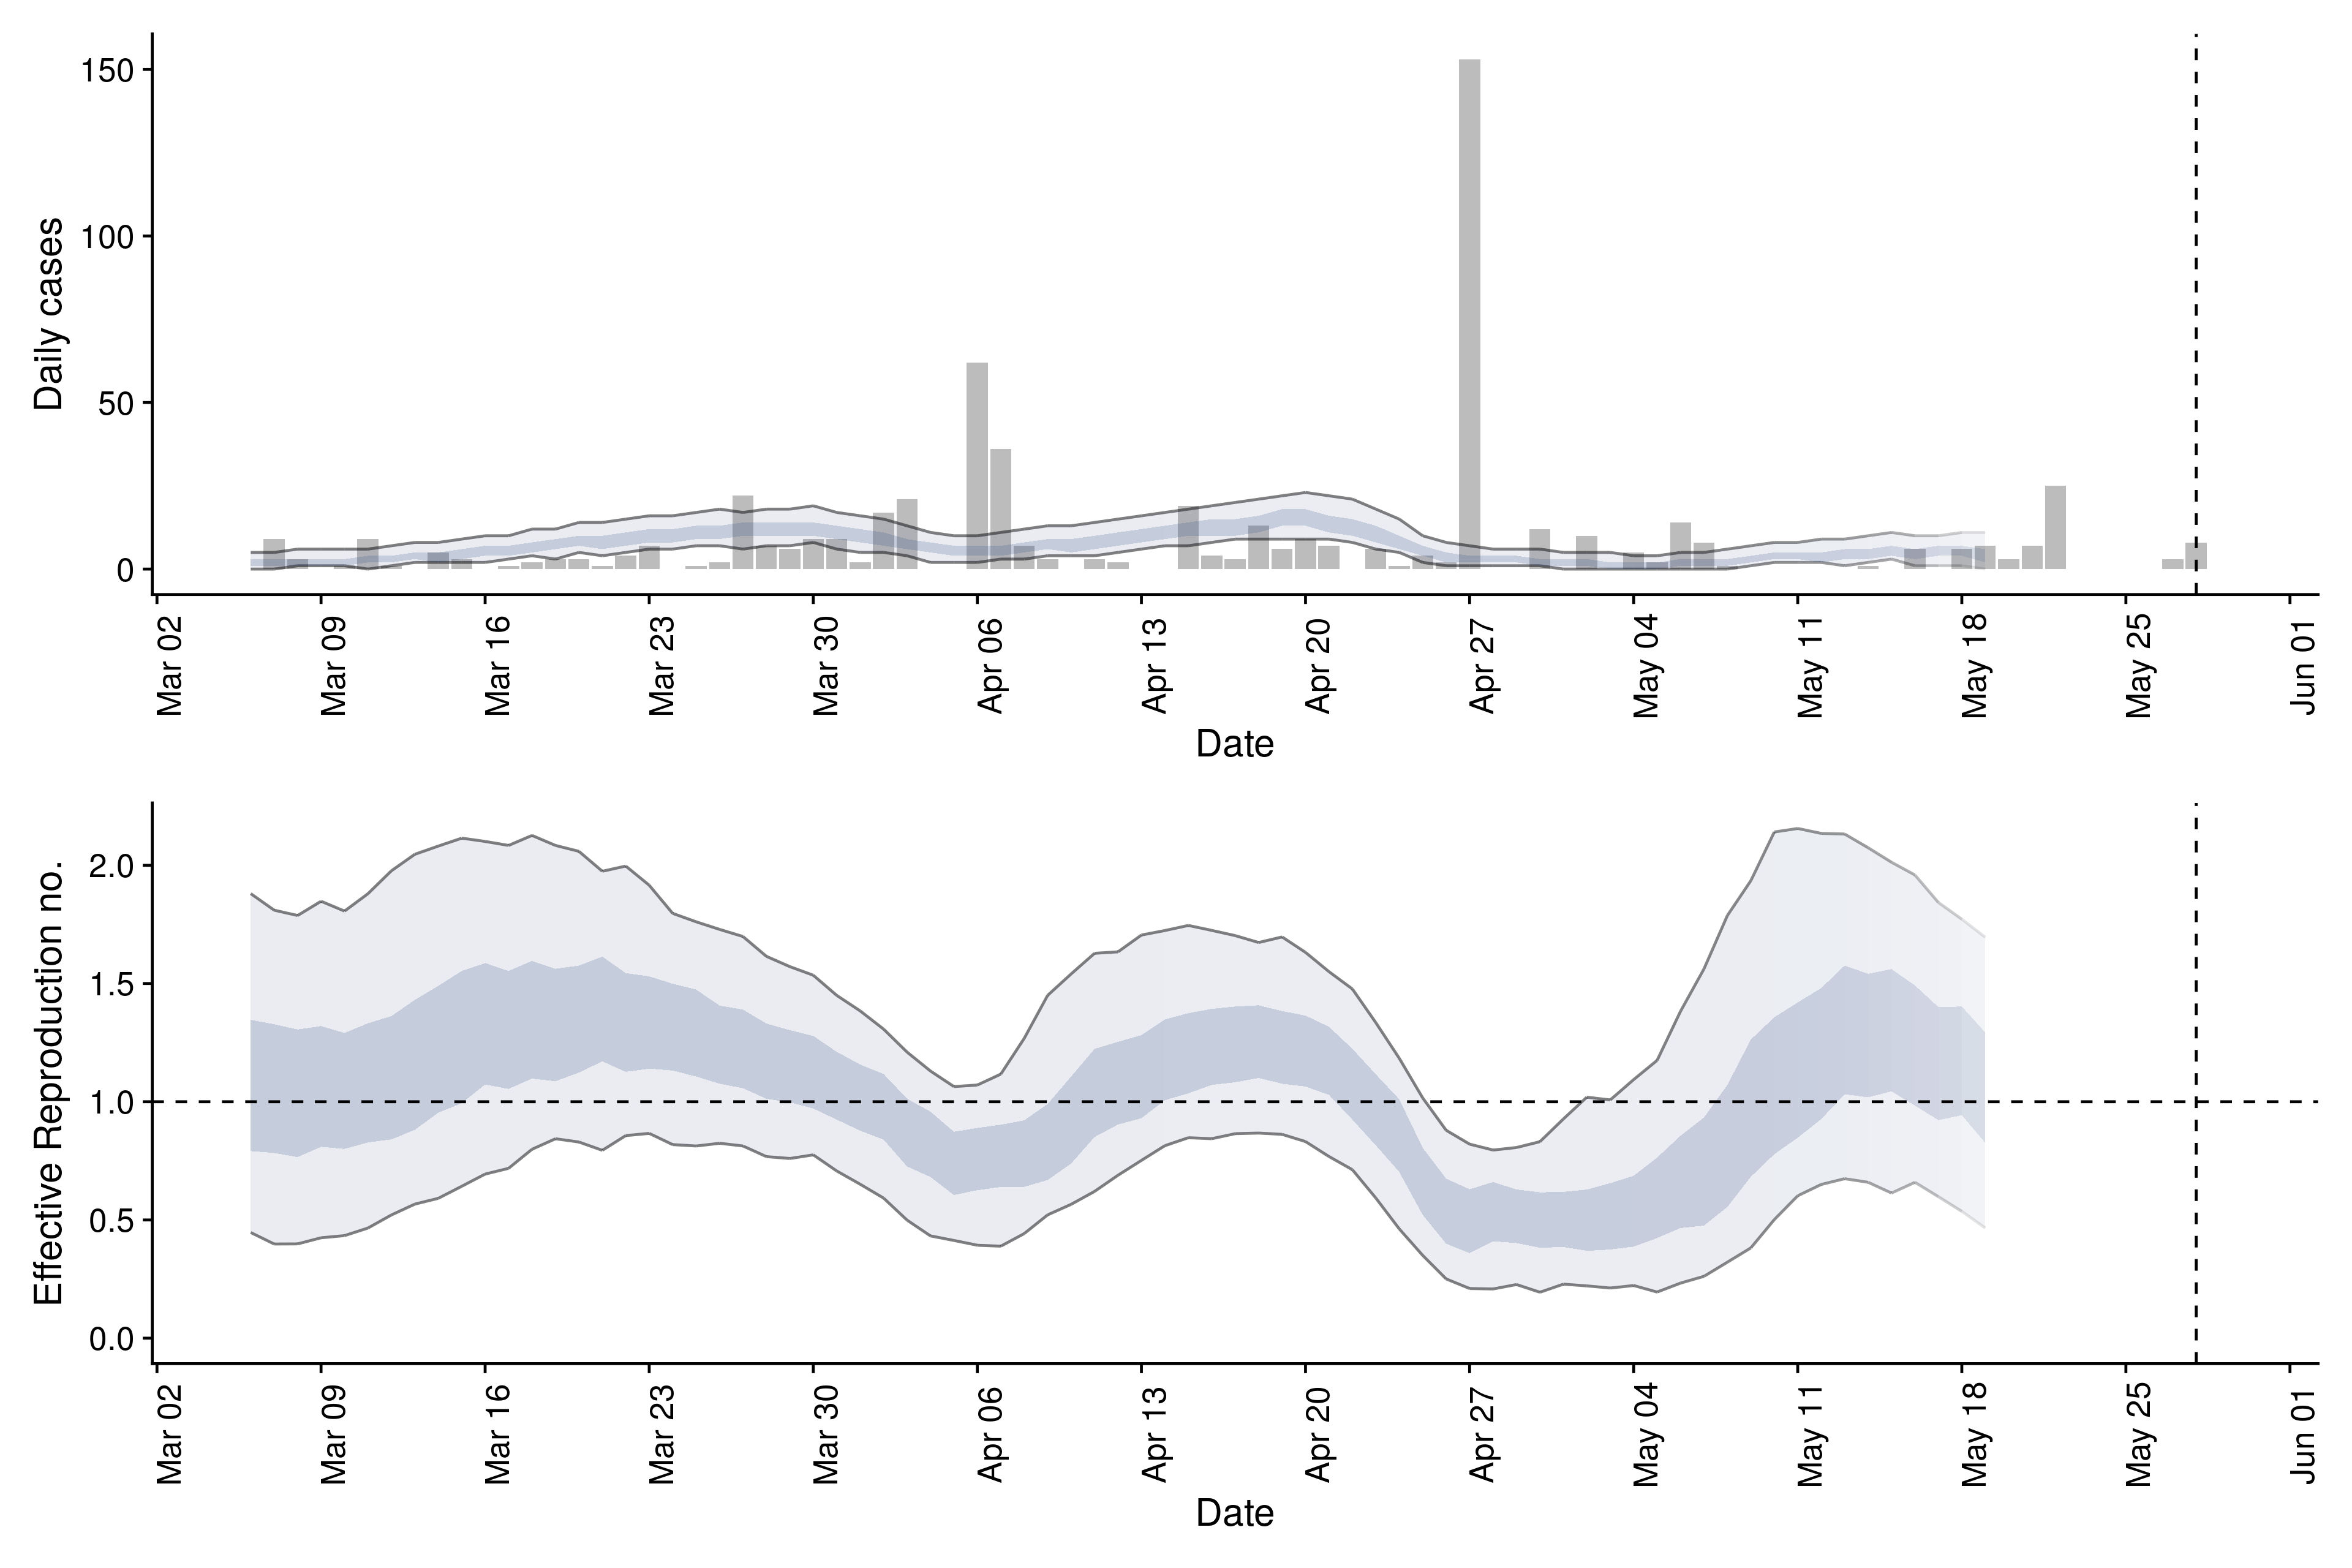 Daily cases
150
100
50
0
Mar 02
Mar 09
Mar 16
Mar 23
Mar 30
Apr 06
Apr 13
Apr 20
Apr 27
May 04
May 11
May 18
May 25
Jun 01
Date
Effective Reproduction no.
2.0
1.5
1.0
0.5
0.0
Mar 02
Mar 09
Mar 16
Mar 23
Mar 30
Apr 06
Apr 13
Apr 20
Apr 27
May 04
May 11
May 18
May 25
Jun 01
Date